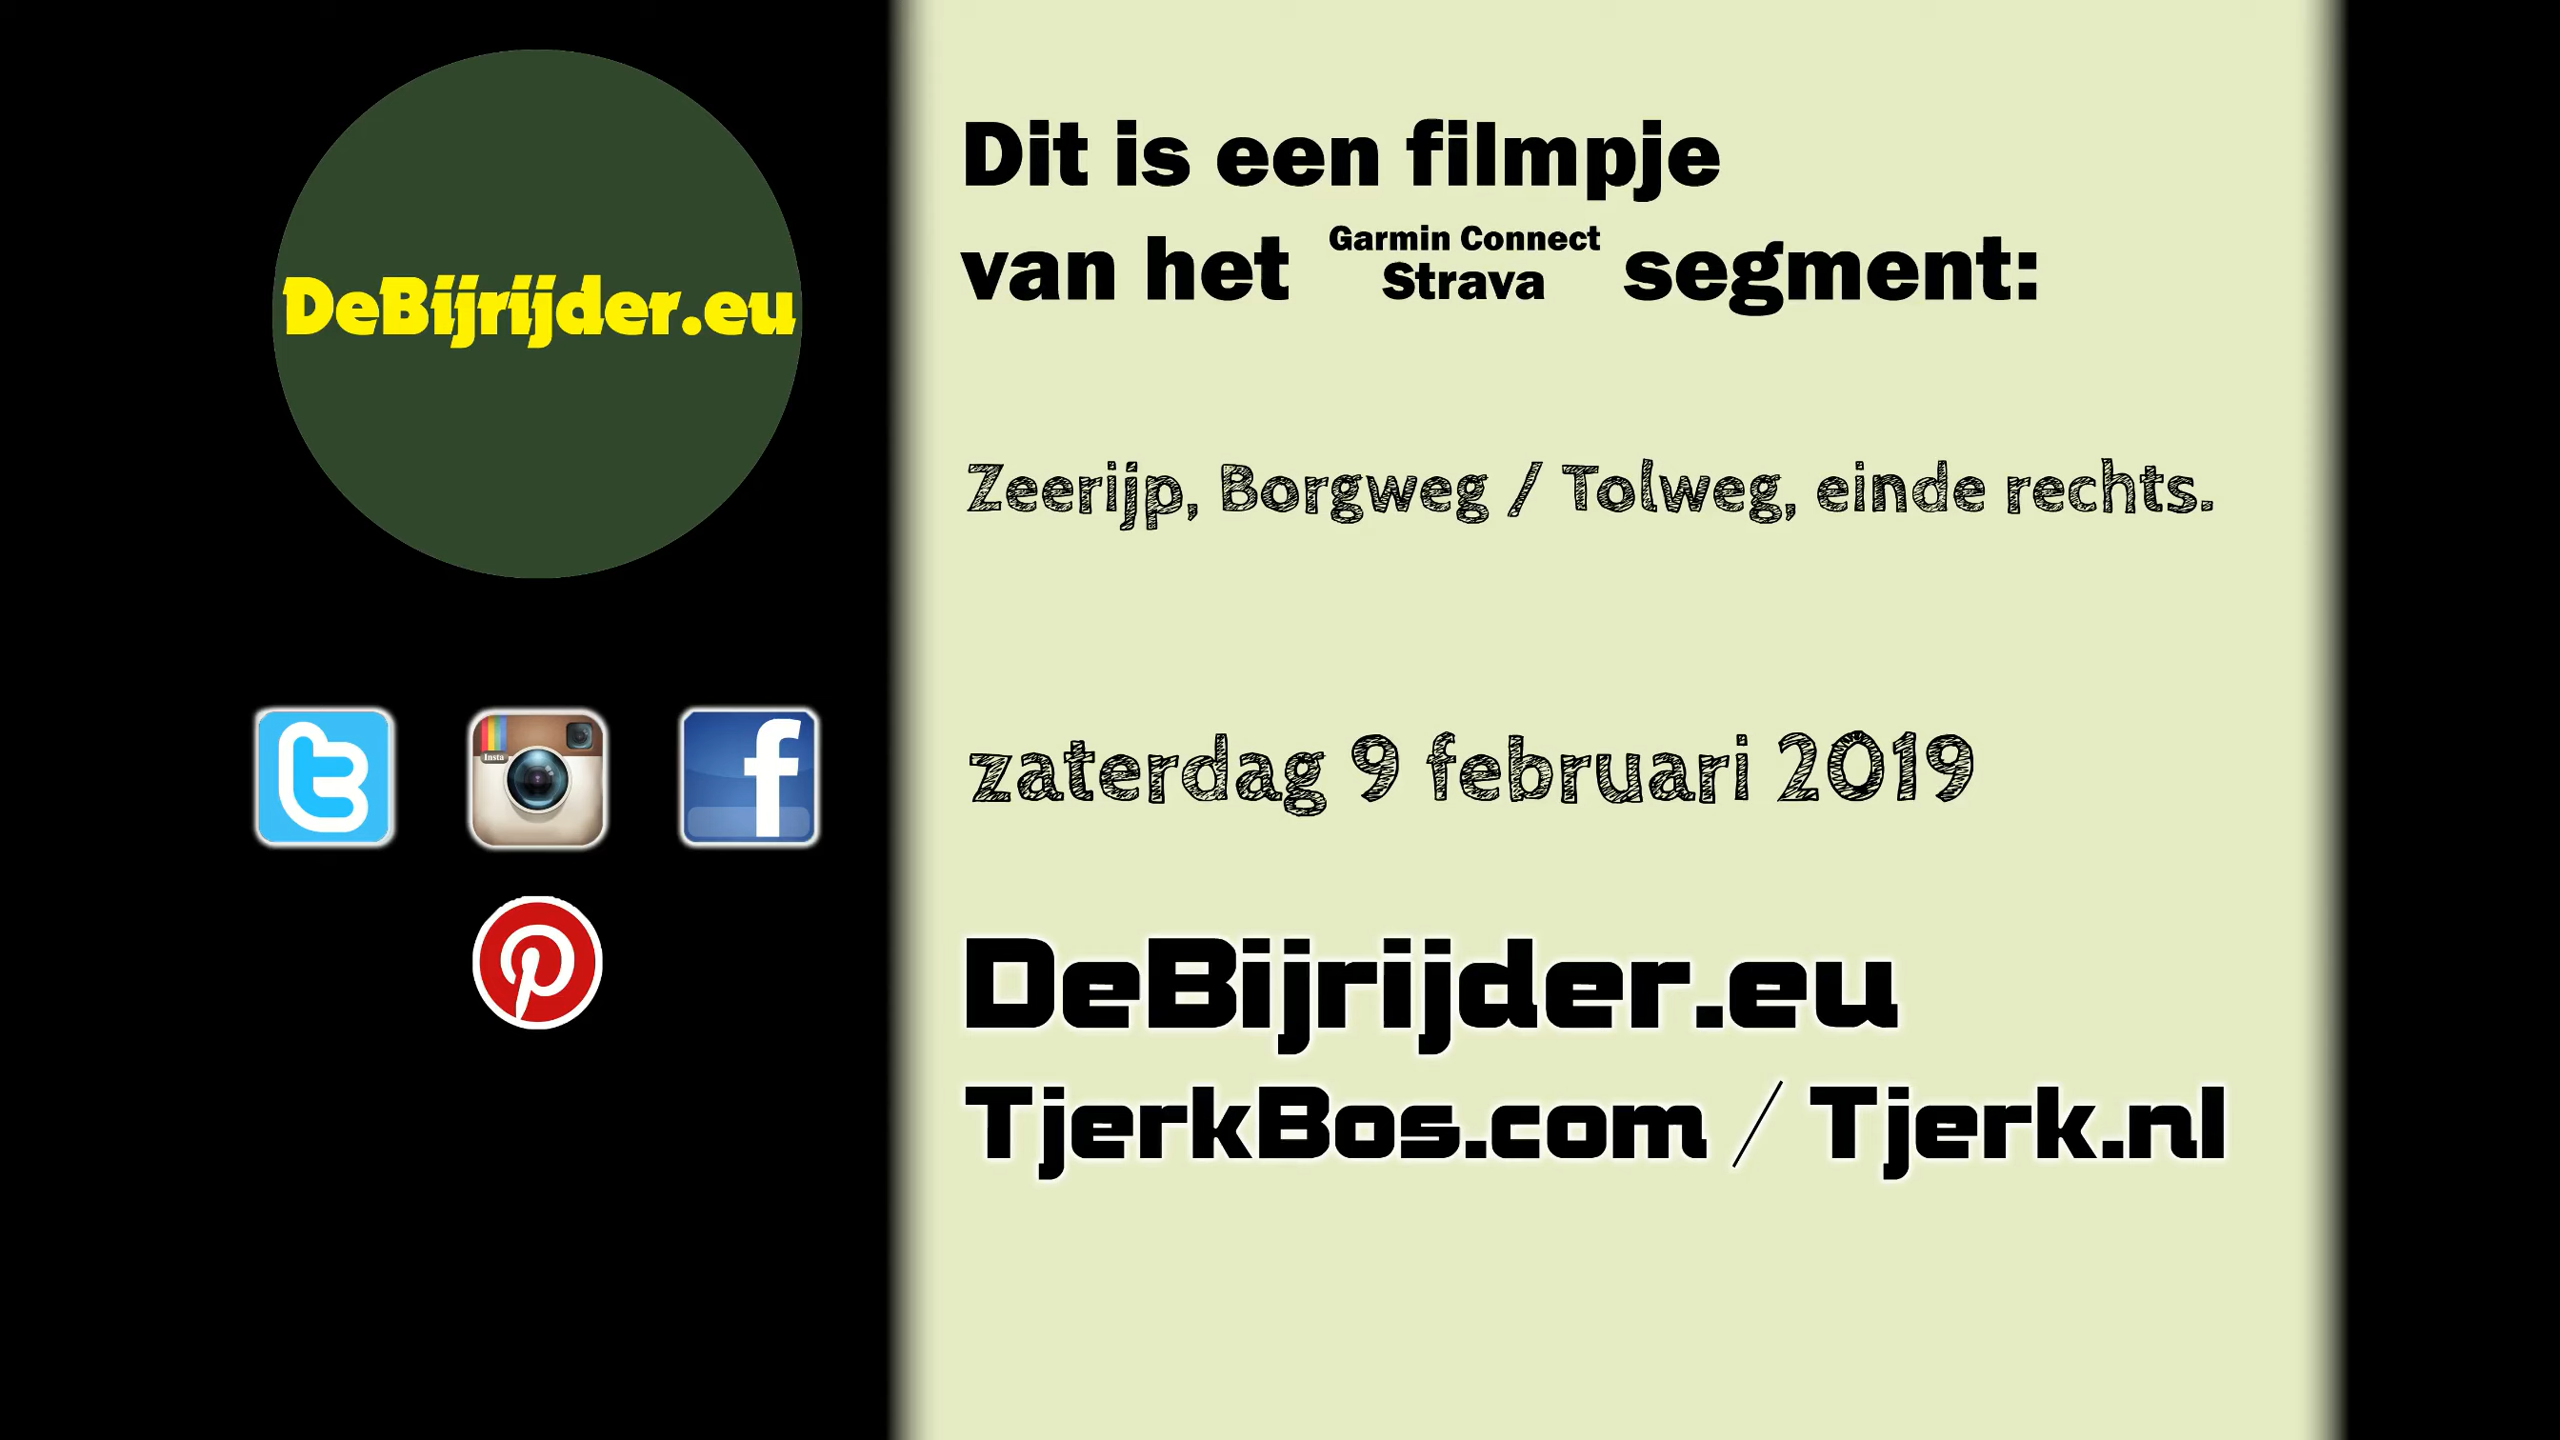 DeBijrijder.eu
Insta
Dit is een filmpje
van het Garmin Connect Strava segment:
Zeerijp, Borgweg / Tolweg, einde rechts.
zaterdag 9 februari 2019
DeBijrijder.eu
TjerkBos.com / Tjerk.nl